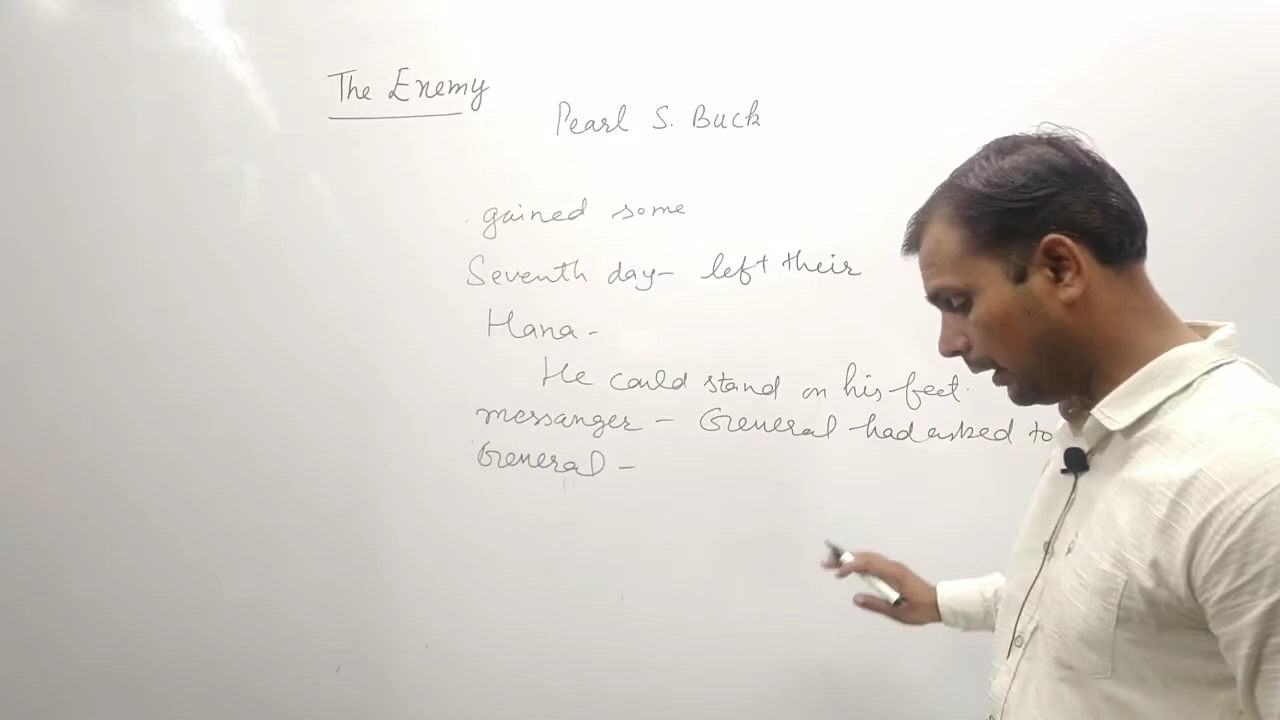 The Enemy
Pearl S. Buck
gained some
Seventh day- left their
Hana-
He could stand on his feet.
messanger - General had asked to
General -